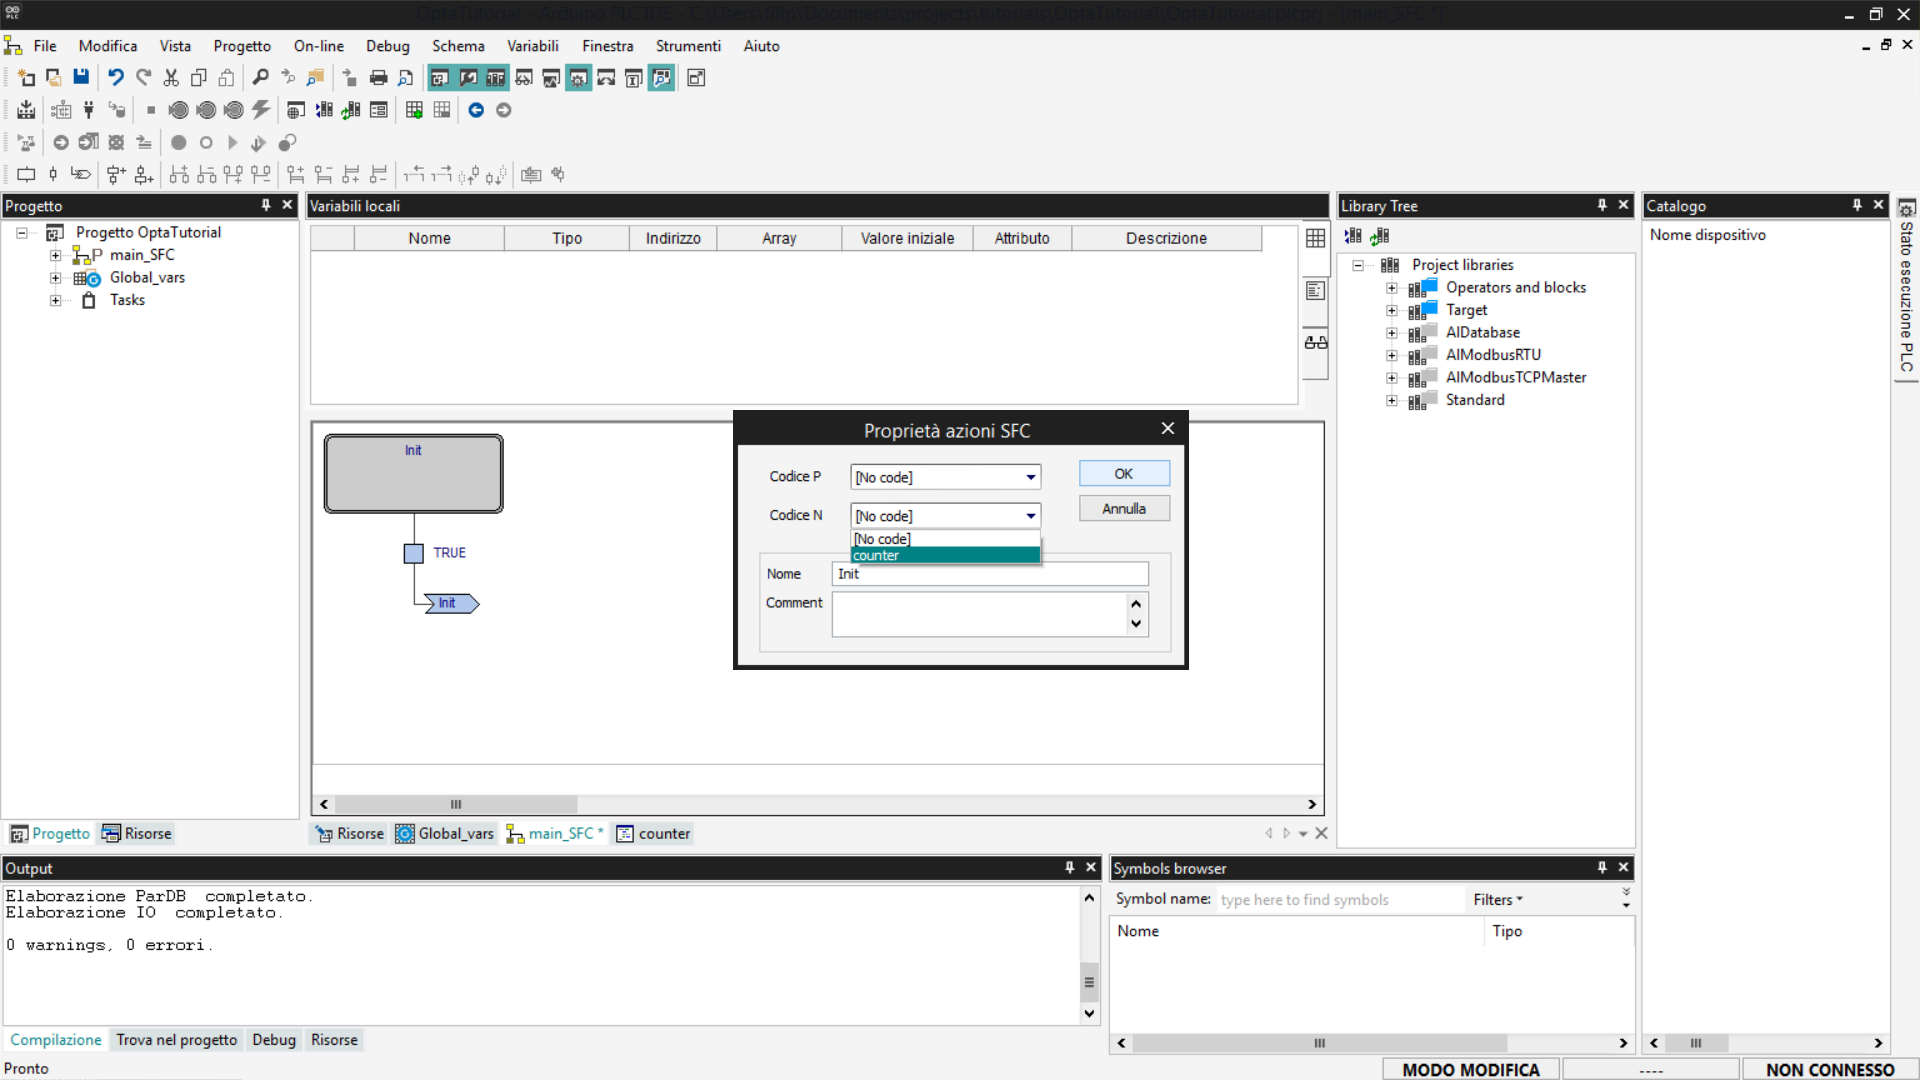 OptaTutorial - Arduino PLC IDE - C:\Users\filip\Documents\projects\tutorials\OptaTutorial\OptaTutorial.plcprj - [main_SFC *]
File Modifica Vista Progetto On-line Debug Schema Variabili Finestra Strumenti Aiuto
Progetto
Progetto OptaTutorial
main_SFC
Global_vars
Tasks
Progetto Risorse
Variabili locali
Nome Tipo Indirizzo Array Valore iniziale Attributo Descrizione
Init
TRUE
Init
Proprietà azioni SFC
Codice P [No code] OK
Codice N [No code] Annulla
[No code]
counter
Nome Init
Comment
Risorse Global_vars main_SFC * counter
Library Tree
Project libraries
Operators and blocks
Target
AlDatabase
AlModbusRTU
AlModbusTCPMaster
Standard
Catalogo
Nome dispositivo
Stato esecuzione PLC
Output
Elaborazione ParDB completato.
Elaborazione IO completato.
0 warnings, 0 errori.
Compilazione Trova nel progetto Debug Risorse
Symbols browser
Symbol name: type here to find symbols Filters
Nome Tipo
Pronto
MODO MODIFICA ---- NON CONNESSO